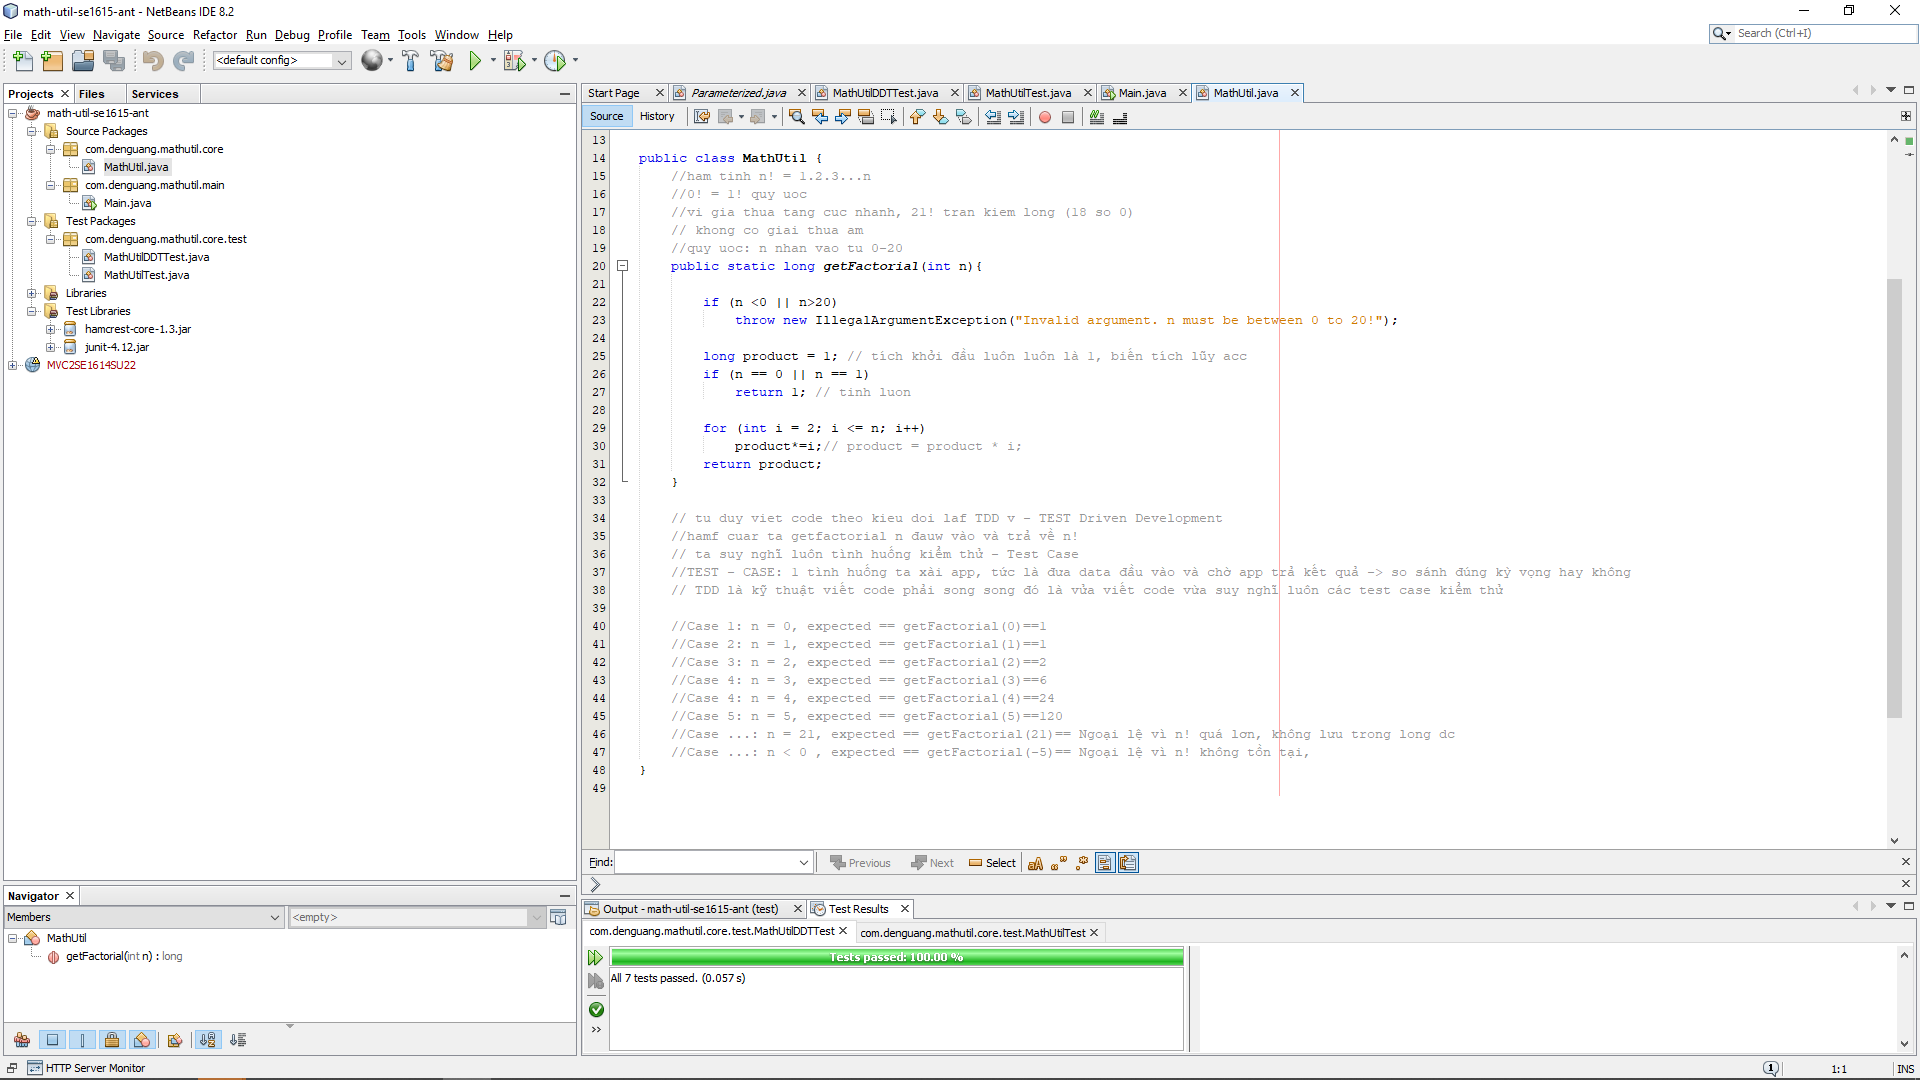 math-util-se1615-ant - NetBeans IDE 8.2
File Edit View Navigate Source Refactor Run Debug Profile Team Tools Window Help
Search (Ctrl+I)
<default config>
Projects Files Services
math-util-se1615-ant
Source Packages
com.denguang.mathutil.core
MathUtil.java
com.denguang.mathutil.main
Main.java
Test Packages
com.denguang.mathutil.core.test
MathUtilDDTTest.java
MathUtilTest.java
Libraries
Test Libraries
hamcrest-core-1.3.jar
junit-4.12.jar
MVC2SE1614SU22
Start Page Parameterized.java MathUtilDDTTest.java MathUtilTest.java Main.java MathUtil.java
Source History
13
14 public class MathUtil {
15 //ham tinh n! = 1.2.3...n
16 //0! = 1! quy uoc
17 //vi gia thua tang cuc nhanh, 21! tran kiem long (18 so 0)
18 // khong co giai thua am
19 //quy uoc: n nhan vao tu 0-20
20 public static long getFactorial(int n){
21
22 if (n <0 || n>20)
23 throw new IllegalArgumentException("Invalid argument. n must be between 0 to 20!");
24
25 long product = 1; // tích khởi đầu luôn luôn là 1, biến tích lũy acc
26 if (n == 0 || n == 1)
27 return 1; // tinh luon
28
29 for (int i = 2; i <= n; i++)
30 product*=i;// product = product * i;
31 return product;
32 }
33
34 // tu duy viet code theo kieu doi laf TDD v - TEST Driven Development
35 //hamf cuar ta getfactorial n đauw vào và trả về n!
36 // ta suy nghĩ luôn tình huống kiểm thử - Test Case
37 //TEST - CASE: 1 tình huống ta xài app, tức là đưa data đầu vào và chờ app trả kết quả -> so sánh đúng kỳ vọng hay không
38 // TDD là kỹ thuật viết code phải song song đó là vửa viết code vừa suy nghĩ luôn các test case kiểm thử
39
40 //Case 1: n = 0, expected == getFactorial(0)==1
41 //Case 2: n = 1, expected == getFactorial(1)==1
42 //Case 3: n = 2, expected == getFactorial(2)==2
43 //Case 4: n = 3, expected == getFactorial(3)==6
44 //Case 4: n = 4, expected == getFactorial(4)==24
45 //Case 5: n = 5, expected == getFactorial(5)==120
46 //Case ...: n = 21, expected == getFactorial(21)== Ngoại lệ vì n! quá lơn, không lưu trong long dc
47 //Case ...: n < 0 , expected == getFactorial(-5)== Ngoại lệ vì n! không tồn tại,
48 }
49
Find: Previous Next Select
Navigator
Members <empty>
MathUtil
getFactorial(int n) : long
Output - math-util-se1615-ant (test) Test Results
com.denguang.mathutil.core.test.MathUtilDDTTest com.denguang.mathutil.core.test.MathUtilTest
Tests passed: 100.00 %
All 7 tests passed. (0.057 s)
HTTP Server Monitor
1 1:1 INS